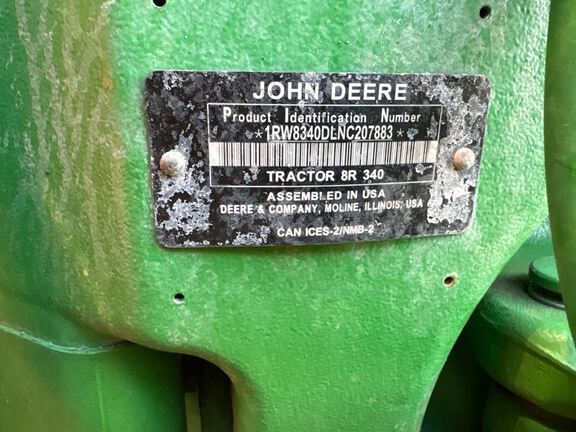 JOHN DEERE
Product Identification Number
*1RW8340DLNC207883*
TRACTOR 8R 340
ASSEMBLED IN USA
DEERE & COMPANY, MOLINE, ILLINOIS, USA
CAN ICES-2/NMB-2